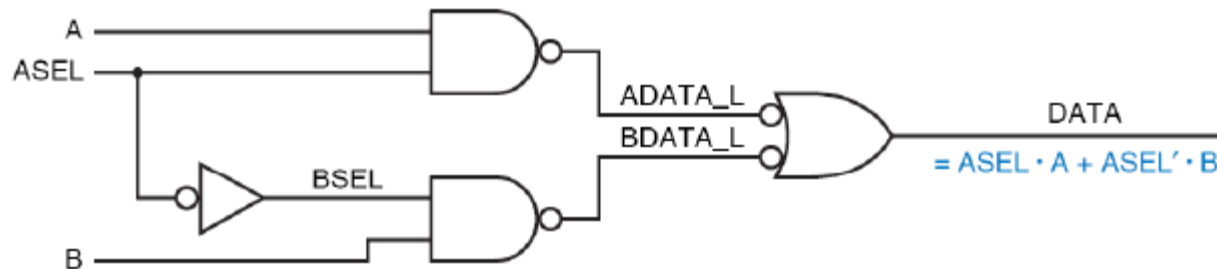 A
ASEL
ADATA_L
DATA
BDATA_L
= ASEL · A + ASEL′ · B
BSEL
B